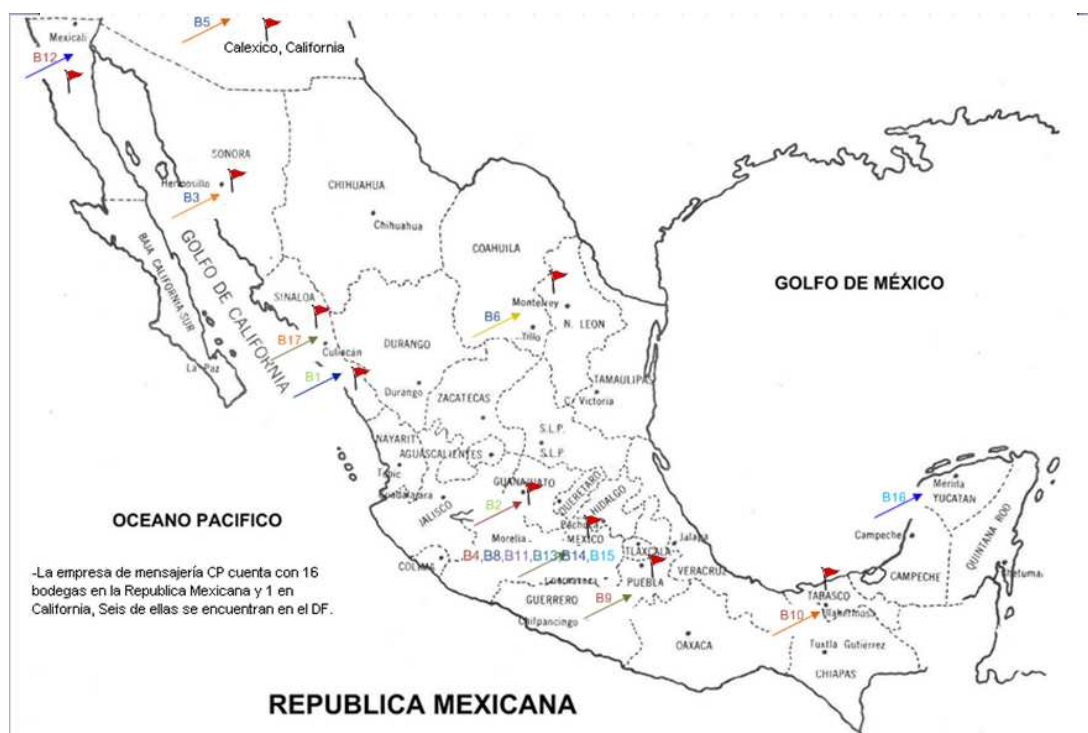 B5
Mexicali
Calexico, California
B12
SONORA
Hermosillo
B3
CHIHUAHUA
Chihuahua
BAJA CALIFORNIA SUR
GOLFO DE CALIFORNIA
COAHUILA
GOLFO DE MÉXICO
SINALOA
Monterrey
N. LEON
B6
B17
DURANGO
Culiacán
La Paz
B1
Durango
TAMAULIPAS
ZACATECAS
C. Victoria
S.L.P.
NAYARIT
S.L.P.
AGUASCALIENTES
Tepic
GUANAJUATO
QUERETARO
HIDALGO
Mérida
Guadalajara
B16
YUCATAN
QUINTANA ROO
JALISCO
B2
OCEANO PACIFICO
Pachuca
Morelia
MEXICO
Jalapa
Campeche
TLAXCALA
B4,B8,B11,B13,B14,B15
COLIMA
PUEBLA
VERACRUZ
CAMPECHE
Chetumal
-La empresa de mensajería CP cuenta con 16
bodegas en la Republica Mexicana y 1 en
California, Seis de ellas se encuentran en el DF.
GUERRERO
B9
TABASCO
Villahermosa
B10
Chilpancingo
OAXACA
Tuxtla Gutierrez
CHIAPAS
REPUBLICA MEXICANA